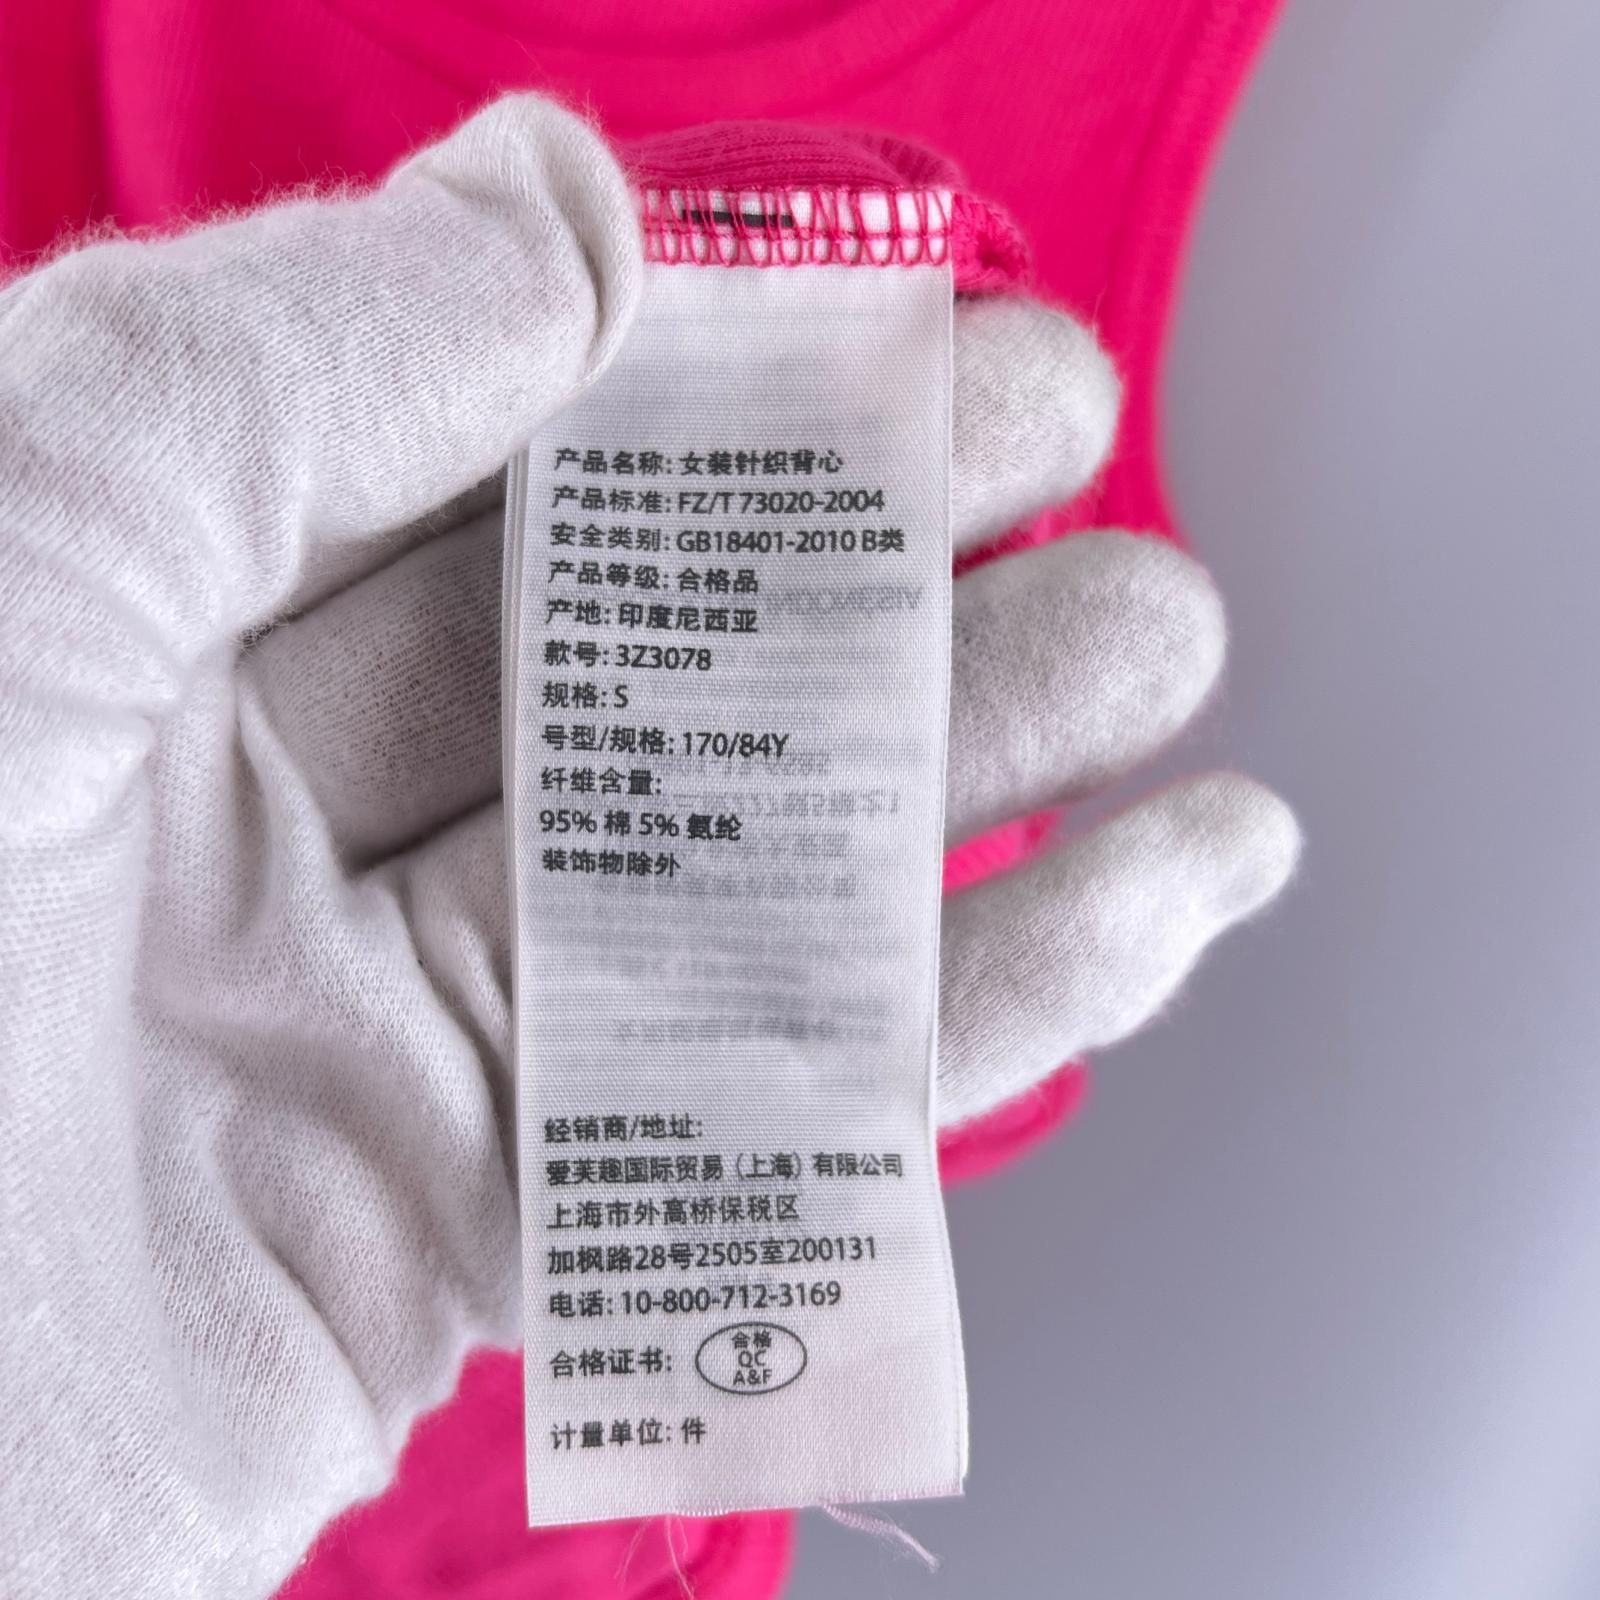 产品名称: 女装针织背心
产品标准: FZ/T 73020-2004
安全类别: GB18401-2010 B类
产品等级: 合格品
产地: 印度尼西亚
款号: 3Z3078
规格: S
号型/规格: 170/84Y
纤维含量:
95% 棉 5% 氨纶
装饰物除外
经销商/地址:
爱芙趣国际贸易（上海）有限公司
上海市外高桥保税区
加枫路28号2505室200131
电话: 10-800-712-3169
合格证书:
合格
QC
A&F
计量单位: 件